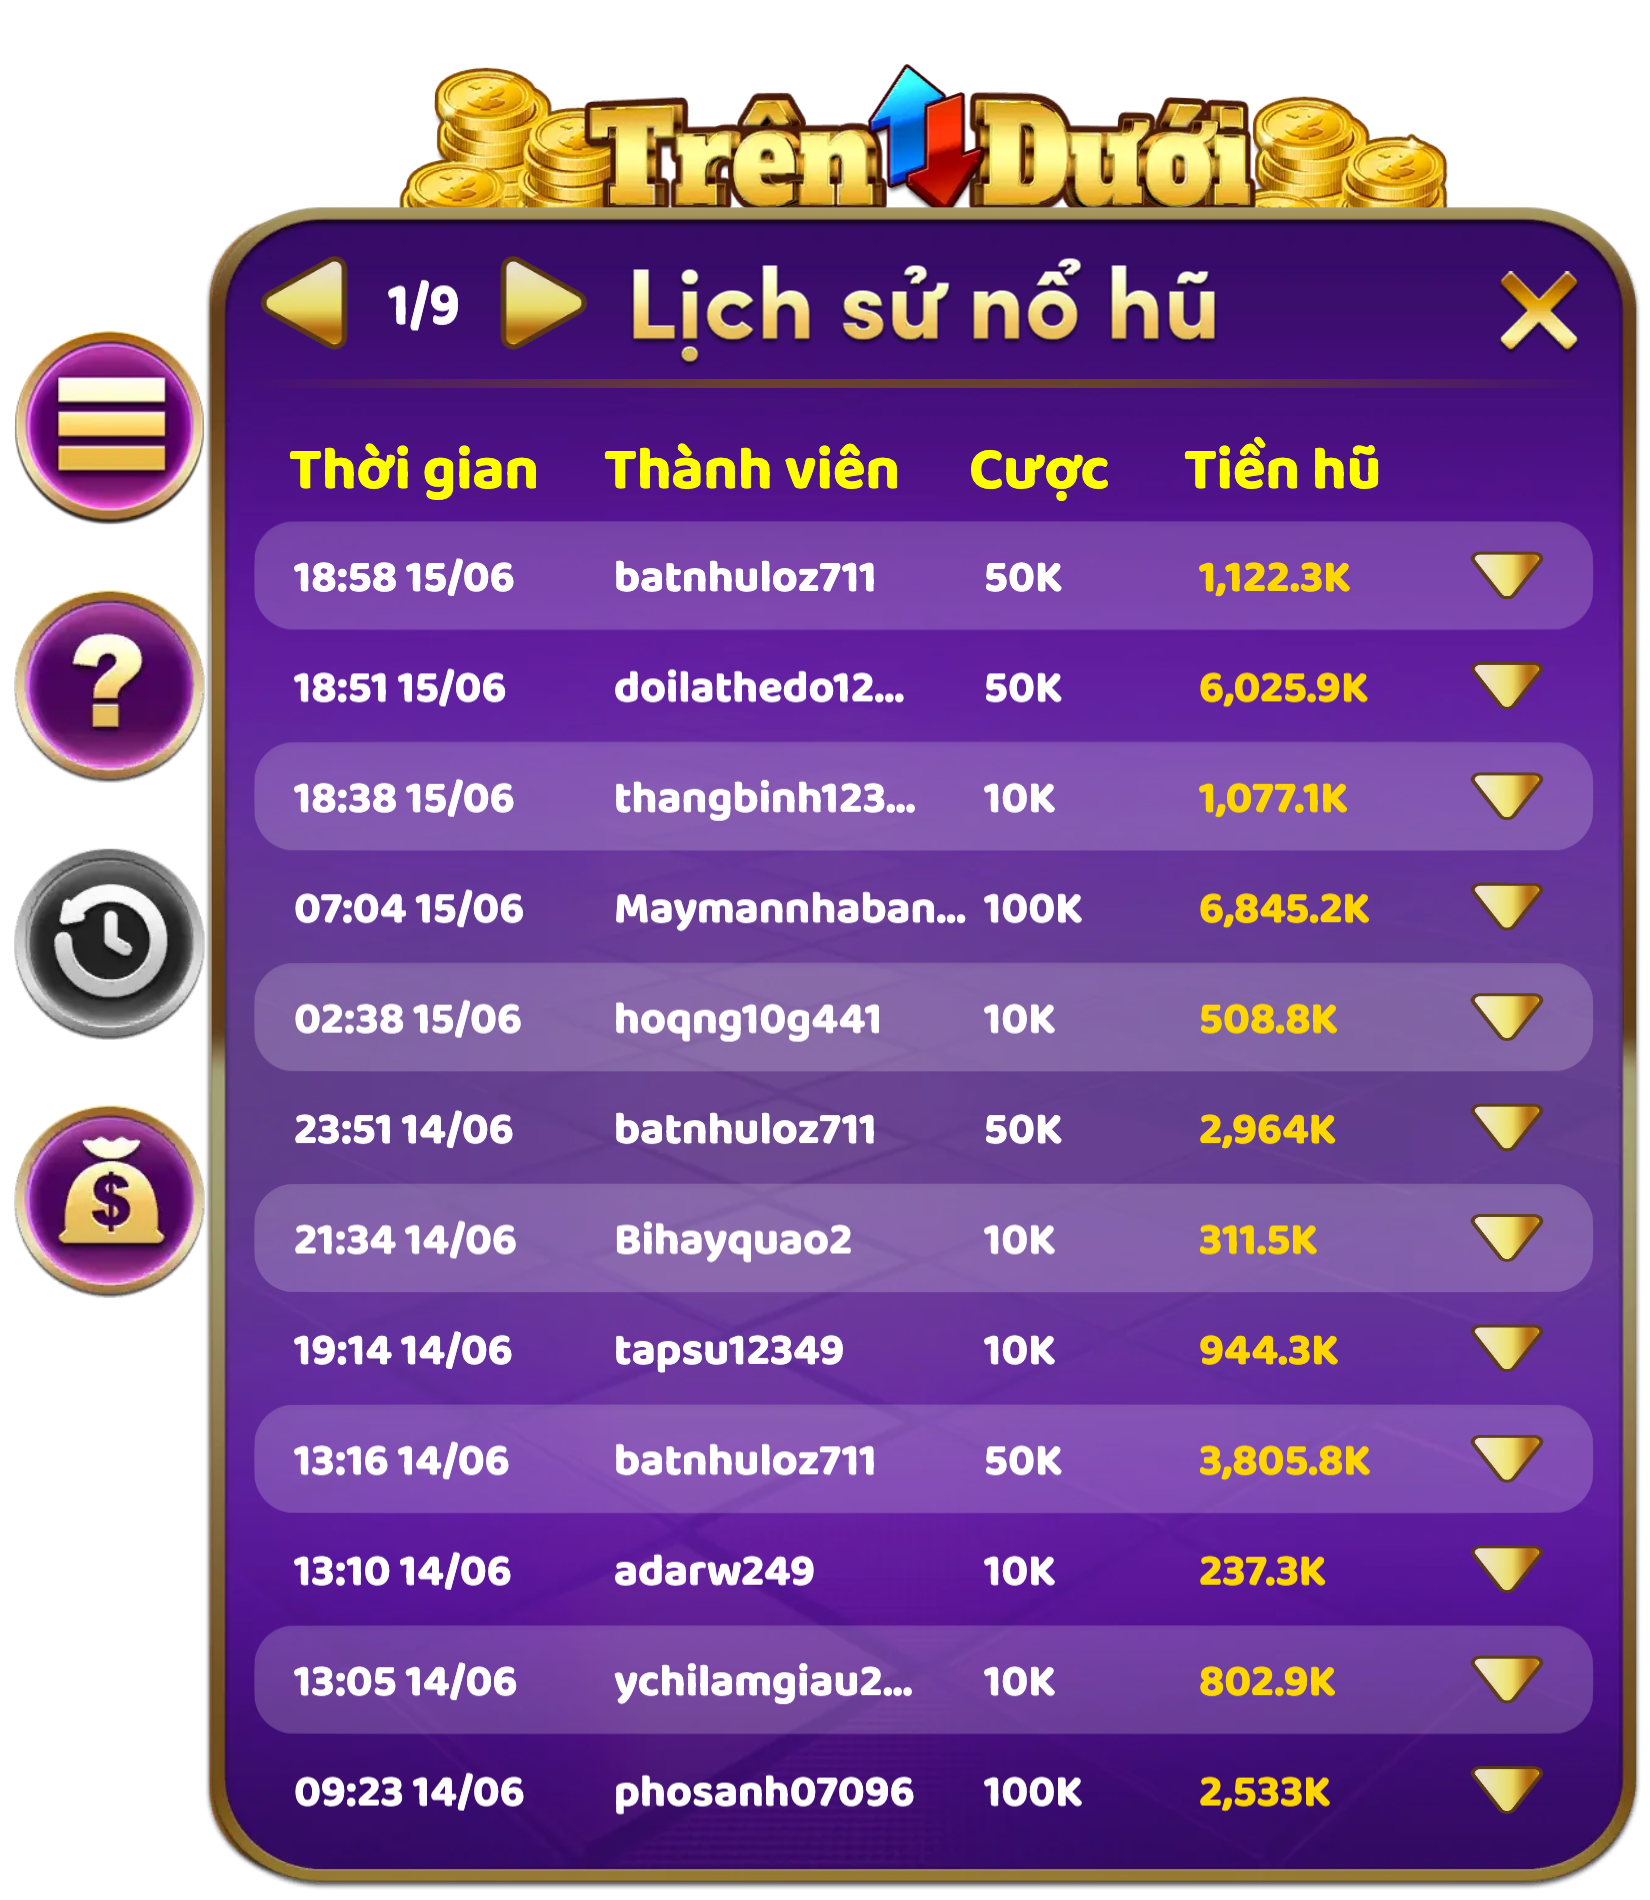 Trên Dưới
1/9 Lịch sử nổ hũ
Thời gian Thành viên Cược Tiền hũ
18:58 15/06 batnhuloz711 50K 1,122.3K
18:51 15/06 doilathedo12... 50K 6,025.9K
18:38 15/06 thangbinh123... 10K 1,077.1K
07:04 15/06 Maymannhaban... 100K 6,845.2K
02:38 15/06 hoqng10g441 10K 508.8K
23:51 14/06 batnhuloz711 50K 2,964K
21:34 14/06 Bihayquao2 10K 311.5K
19:14 14/06 tapsu12349 10K 944.3K
13:16 14/06 batnhuloz711 50K 3,805.8K
13:10 14/06 adarw249 10K 237.3K
13:05 14/06 ychilamgiau2... 10K 802.9K
09:23 14/06 phosanh07096 100K 2,533K